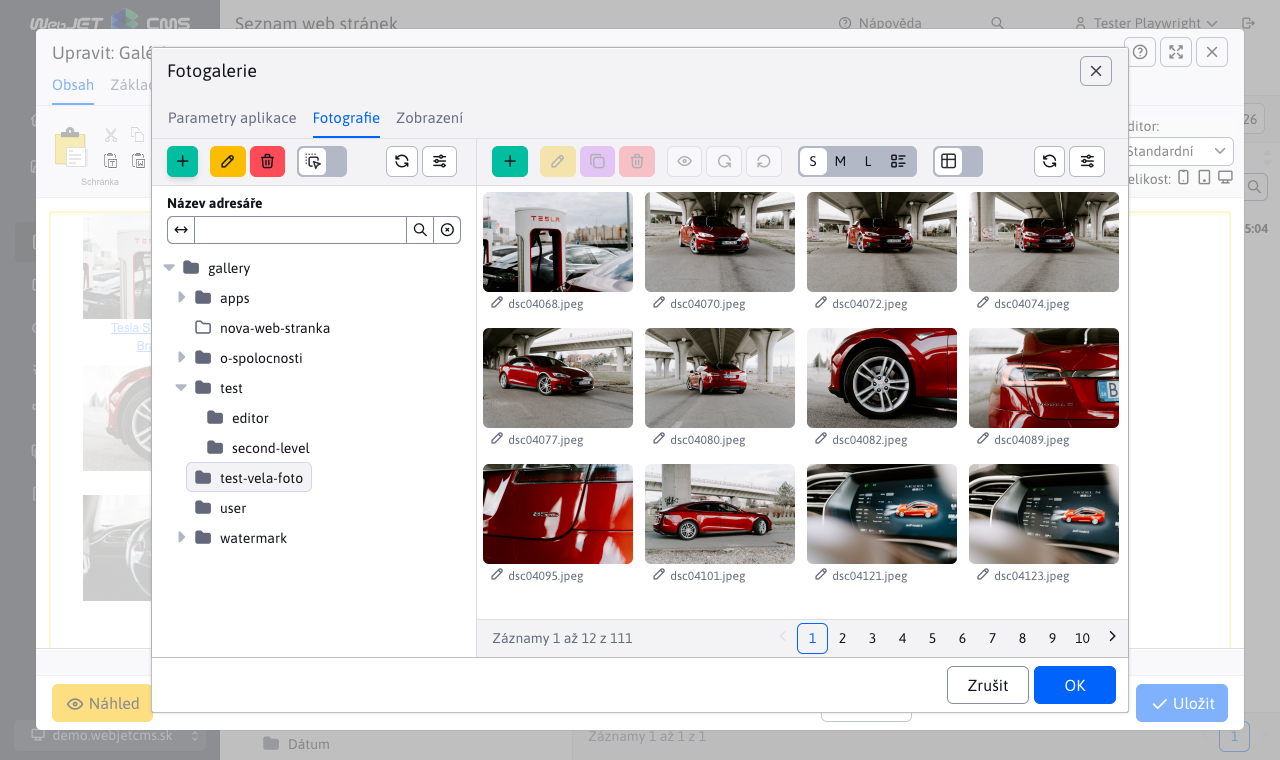 WebJET CMS
Seznam web stránek
Nápověda
Tester Playwright
Upravit: Galé
Obsah
Základ
Fotogalerie
Parametry aplikace
Fotografie
Zobrazení
26
ditor:
Standardní
elikost:
Schránka
S
M
L
Název adresáře
5:04
gallery
apps
nova-web-stranka
o-spolocnosti
test
editor
second-level
test-vela-foto
user
watermark
Tesla S
Bra
TESLA
dsc04068.jpeg
dsc04070.jpeg
dsc04072.jpeg
dsc04074.jpeg
dsc04077.jpeg
dsc04080.jpeg
dsc04082.jpeg
dsc04089.jpeg
MODEL S
dsc04095.jpeg
dsc04101.jpeg
dsc04121.jpeg
dsc04123.jpeg
Záznamy 1 až 12 z 111
1
2
3
4
5
6
7
8
9
10
Zrušit
OK
Náhled
Uložit
demo.webjetcms.sk
Dátum
Záznamy 1 až 1 z 1
1